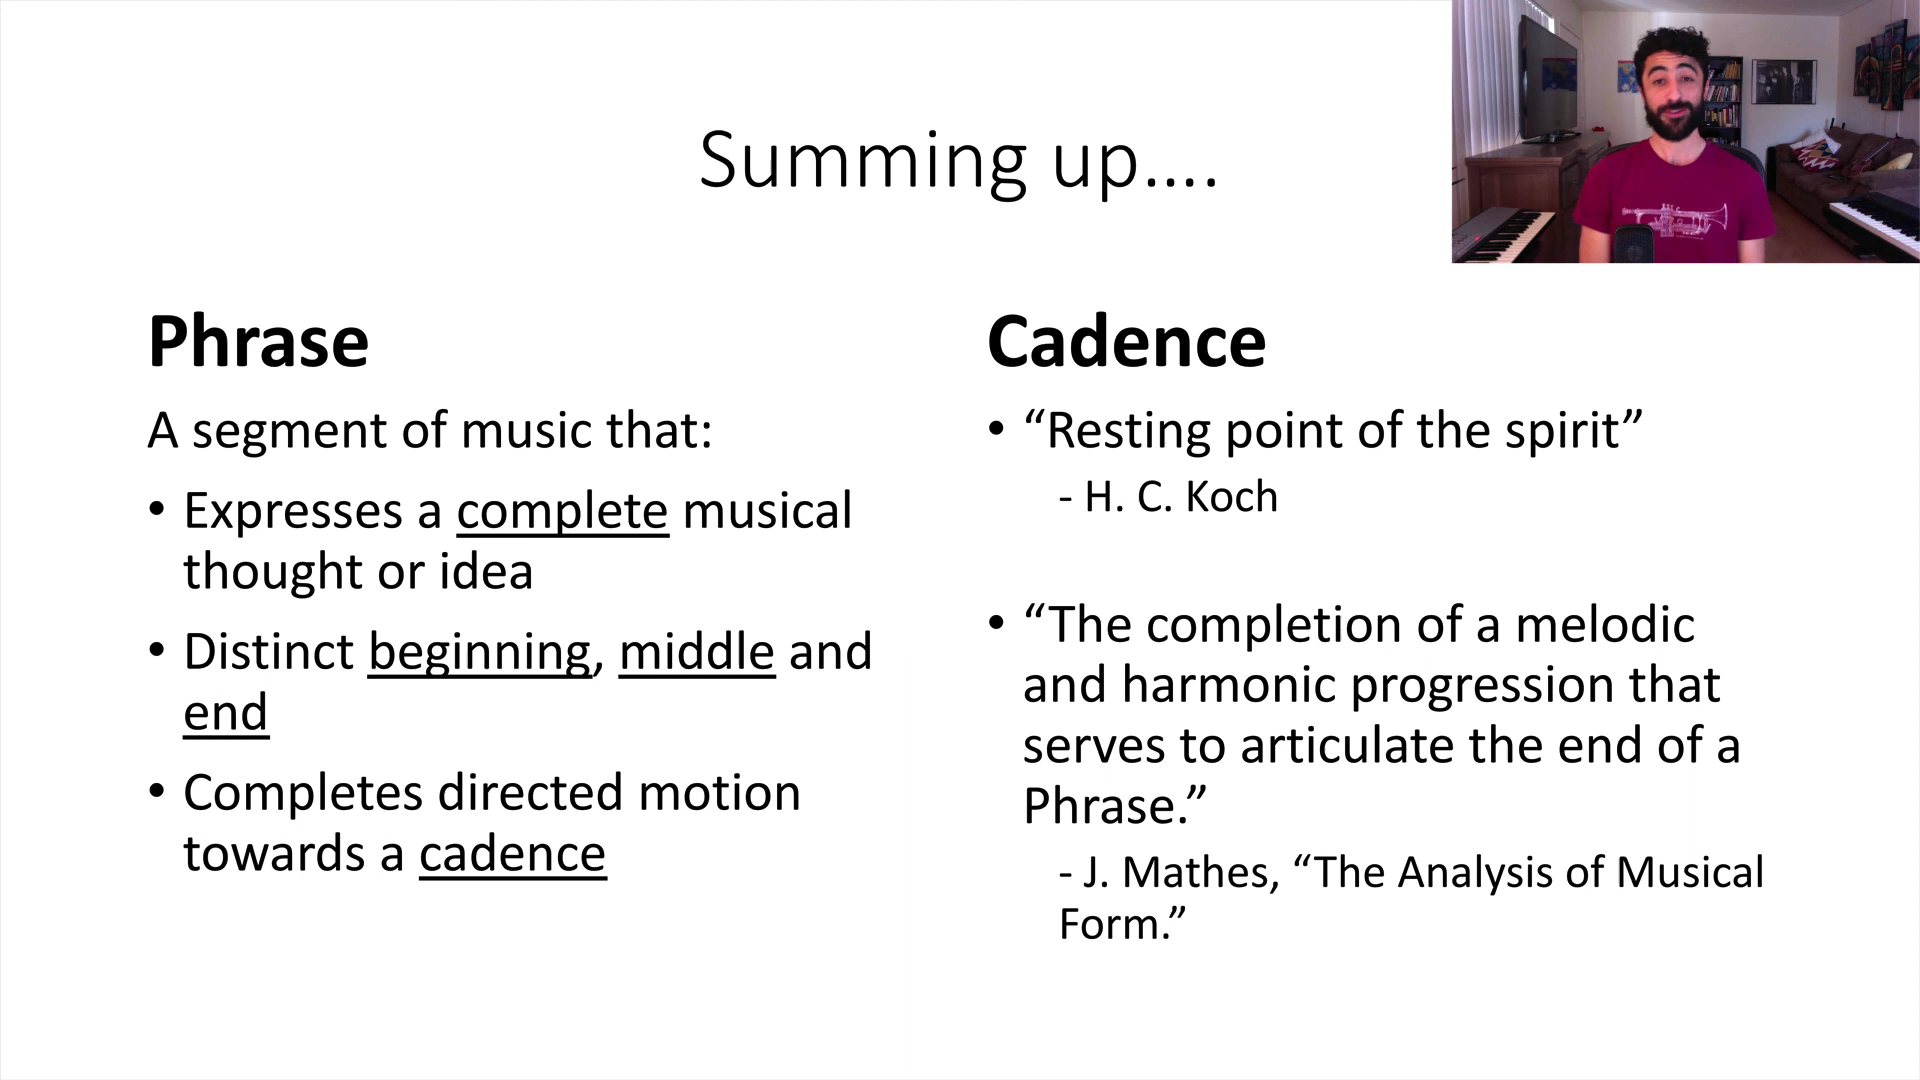 Summing up....
Phrase
A segment of music that:
• Expresses a complete musical
thought or idea
• Distinct beginning, middle and
end
• Completes directed motion
towards a cadence
Cadence
• “Resting point of the spirit”
- H. C. Koch
• “The completion of a melodic
and harmonic progression that
serves to articulate the end of a
Phrase.”
- J. Mathes, “The Analysis of Musical
Form.”